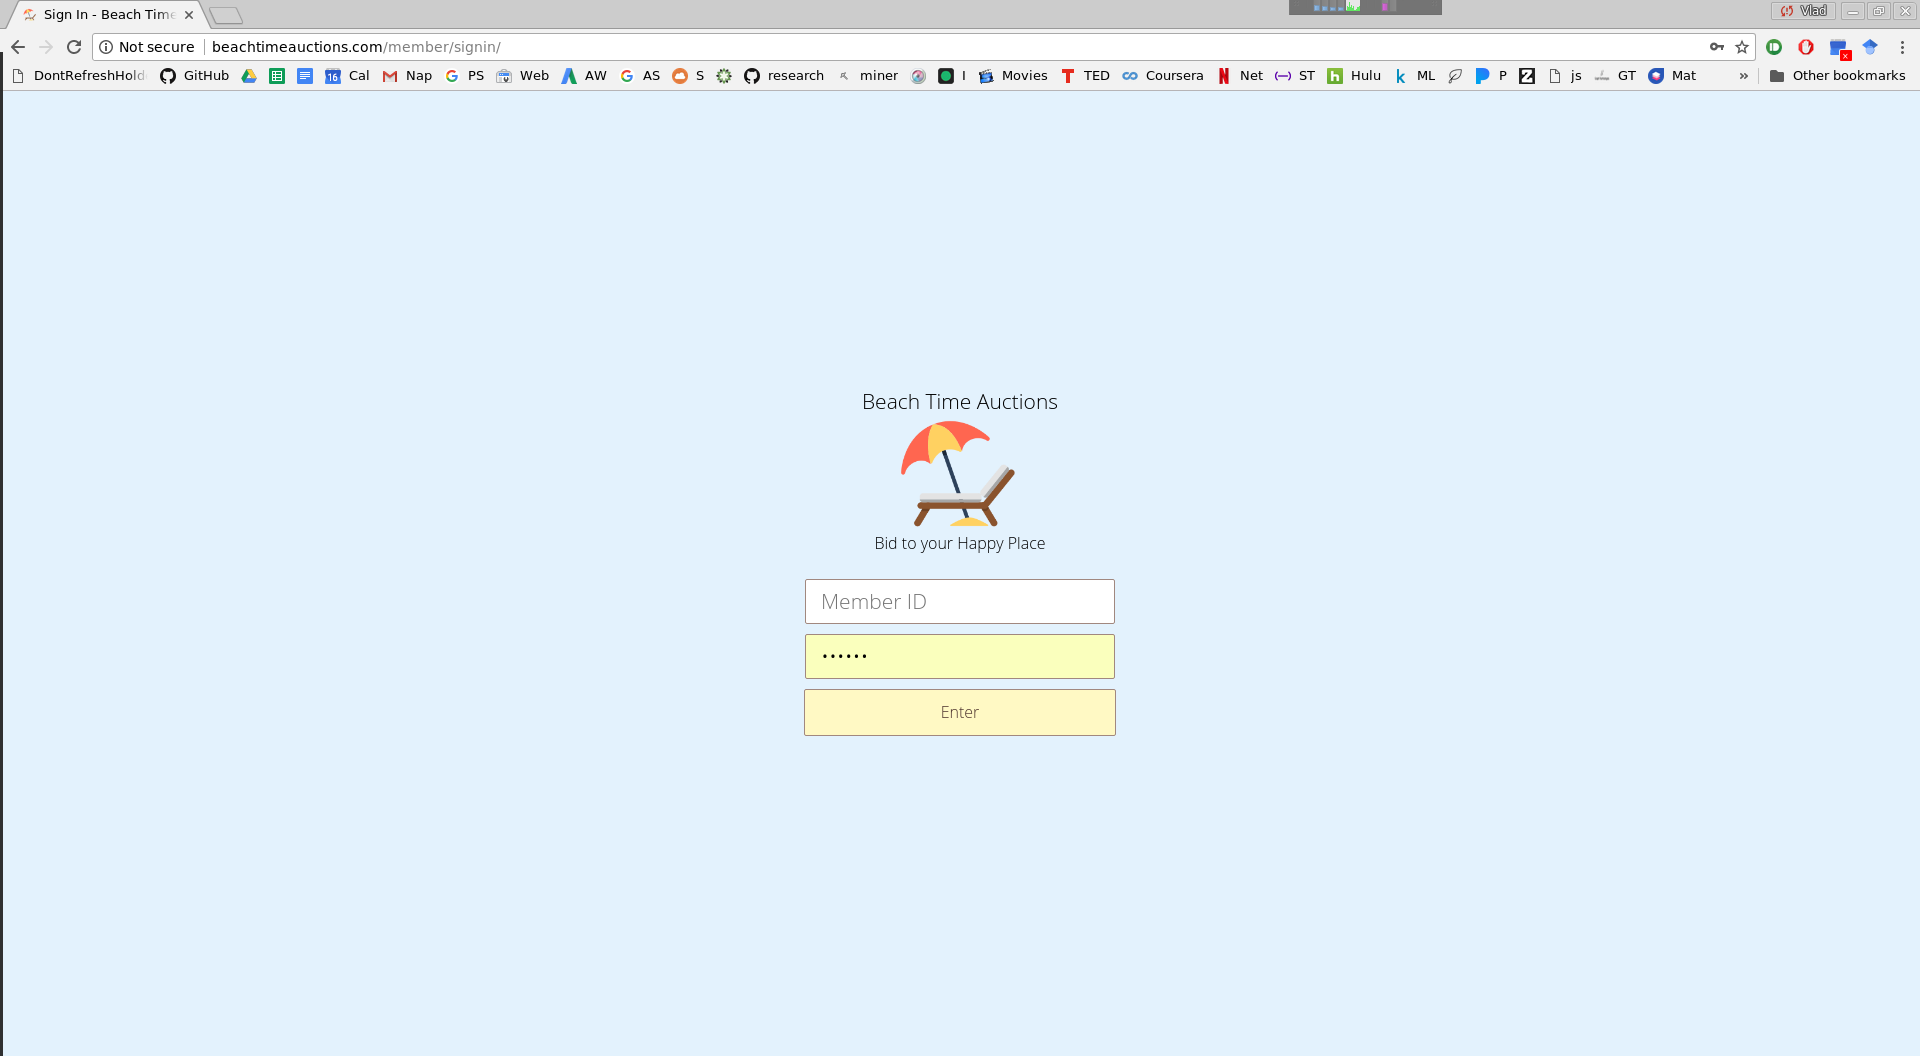 Sign In - Beach Time
Vlad
Not secure beachtimeauctions.com/member/signin/
DontRefreshHold GitHub 16 Cal Nap PS Web AW AS S research miner I Movies TED Coursera Net ST Hulu ML P js GT Mat » Other bookmarks
Beach Time Auctions
Bid to your Happy Place
Member ID
••••••
Enter